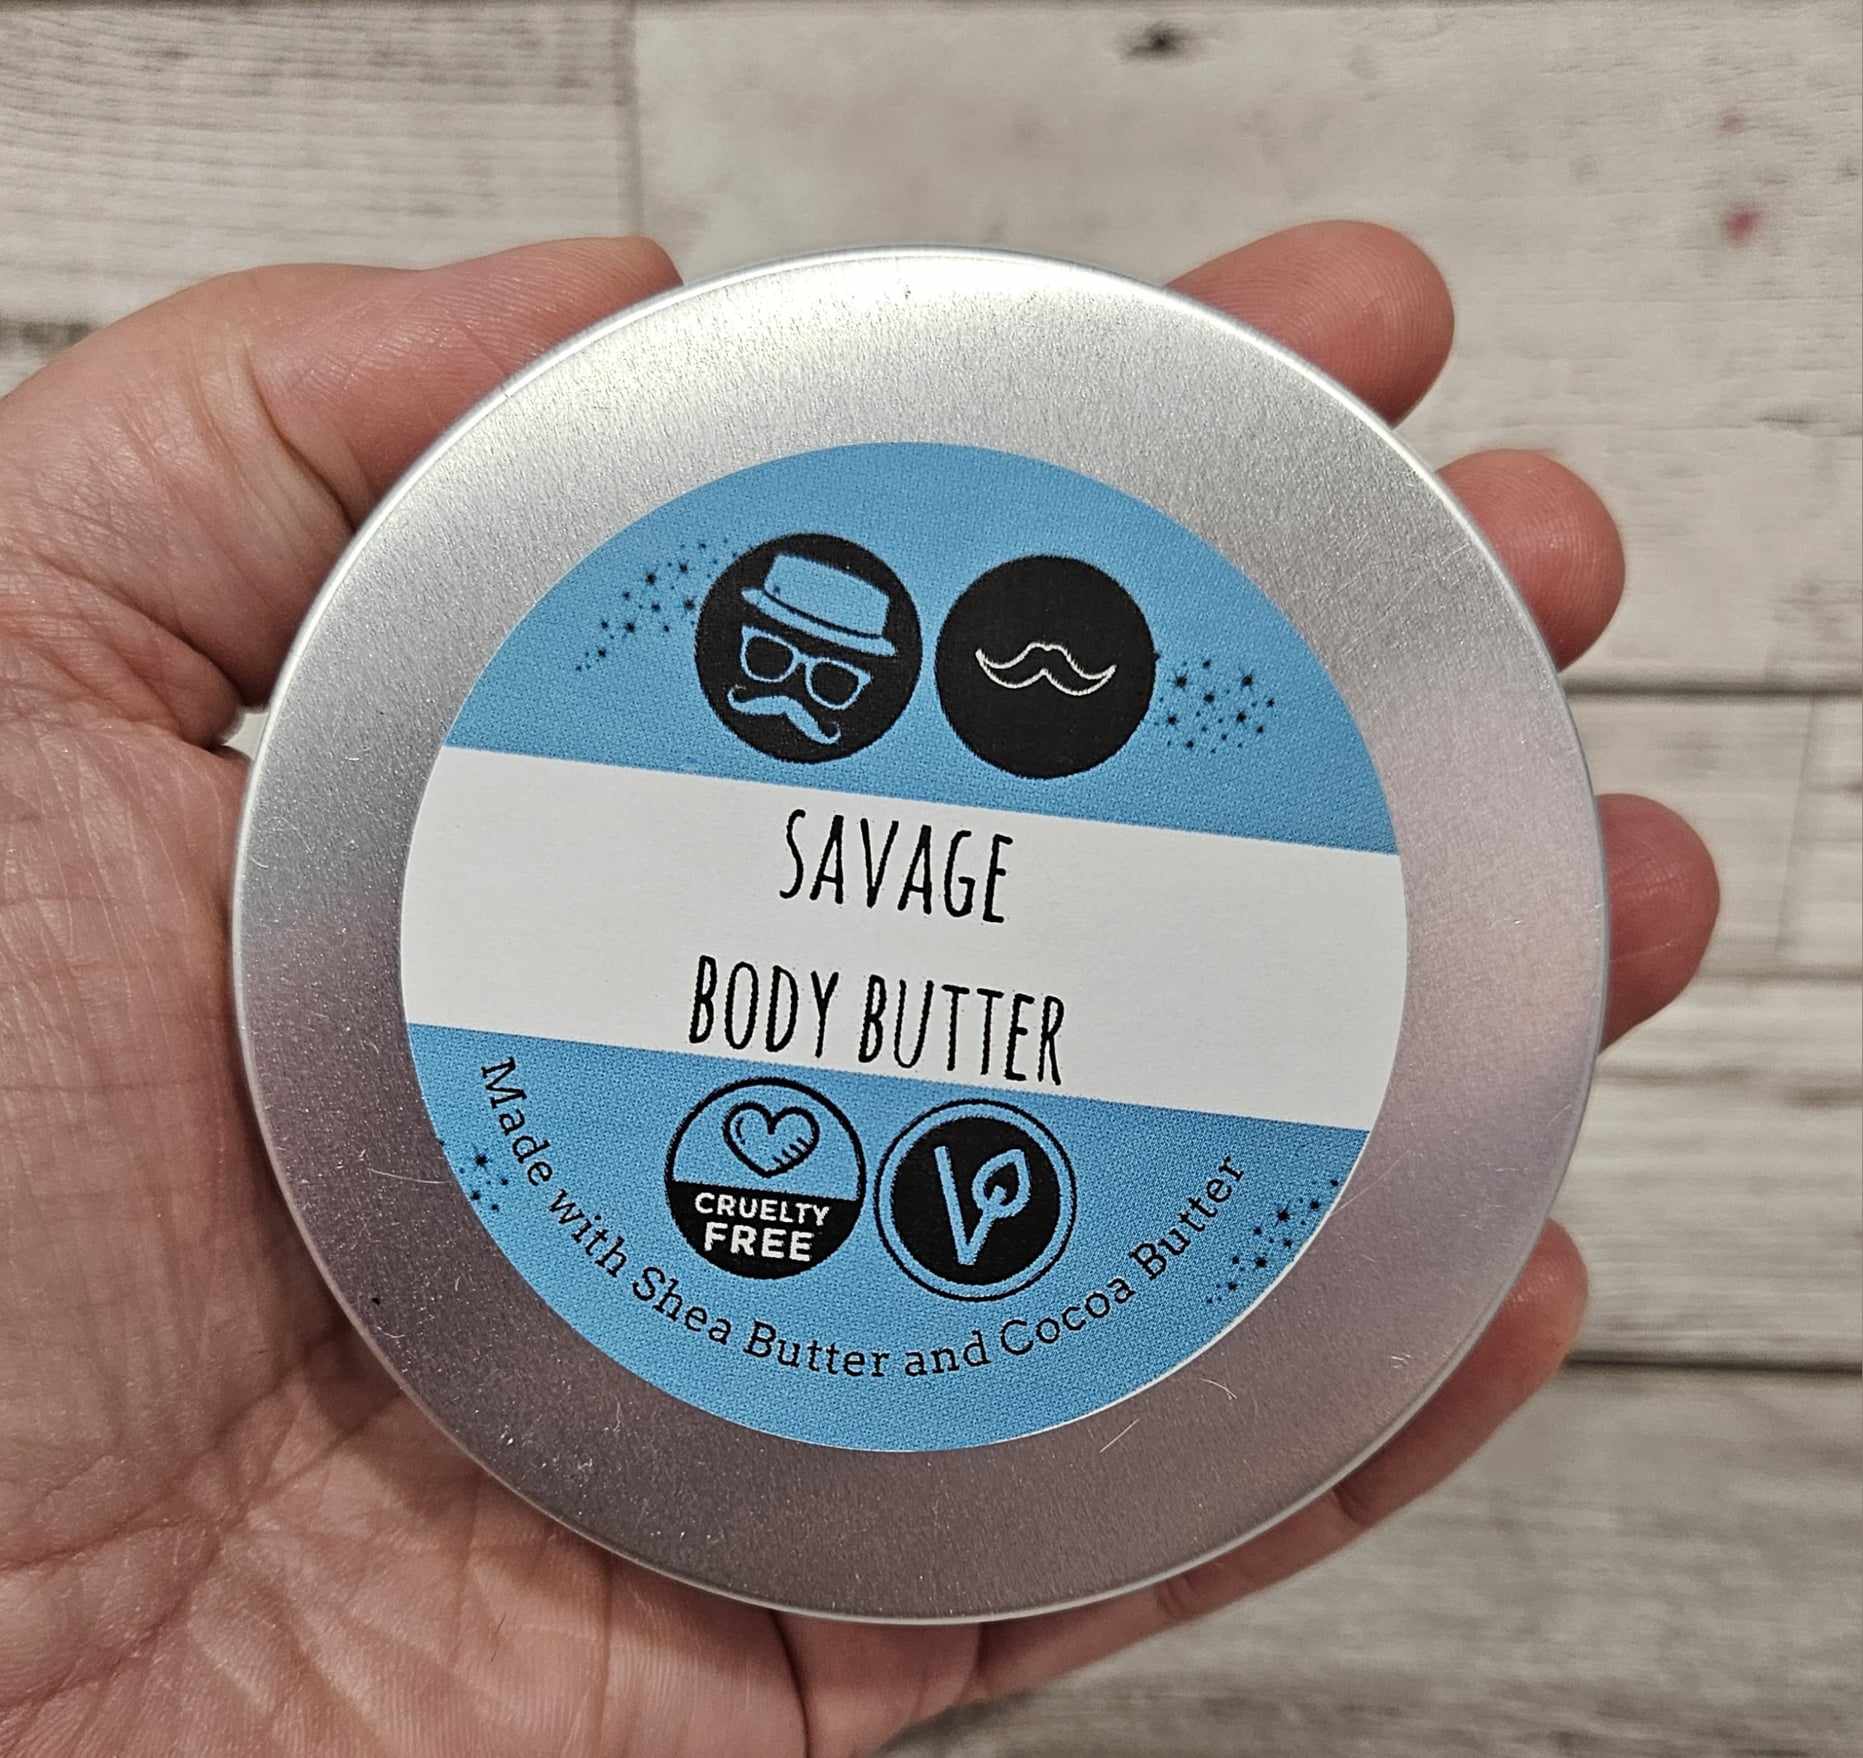 SAVAGE
BODY BUTTER
CRUELTY
FREE
Made with Shea Butter and Cocoa Butter